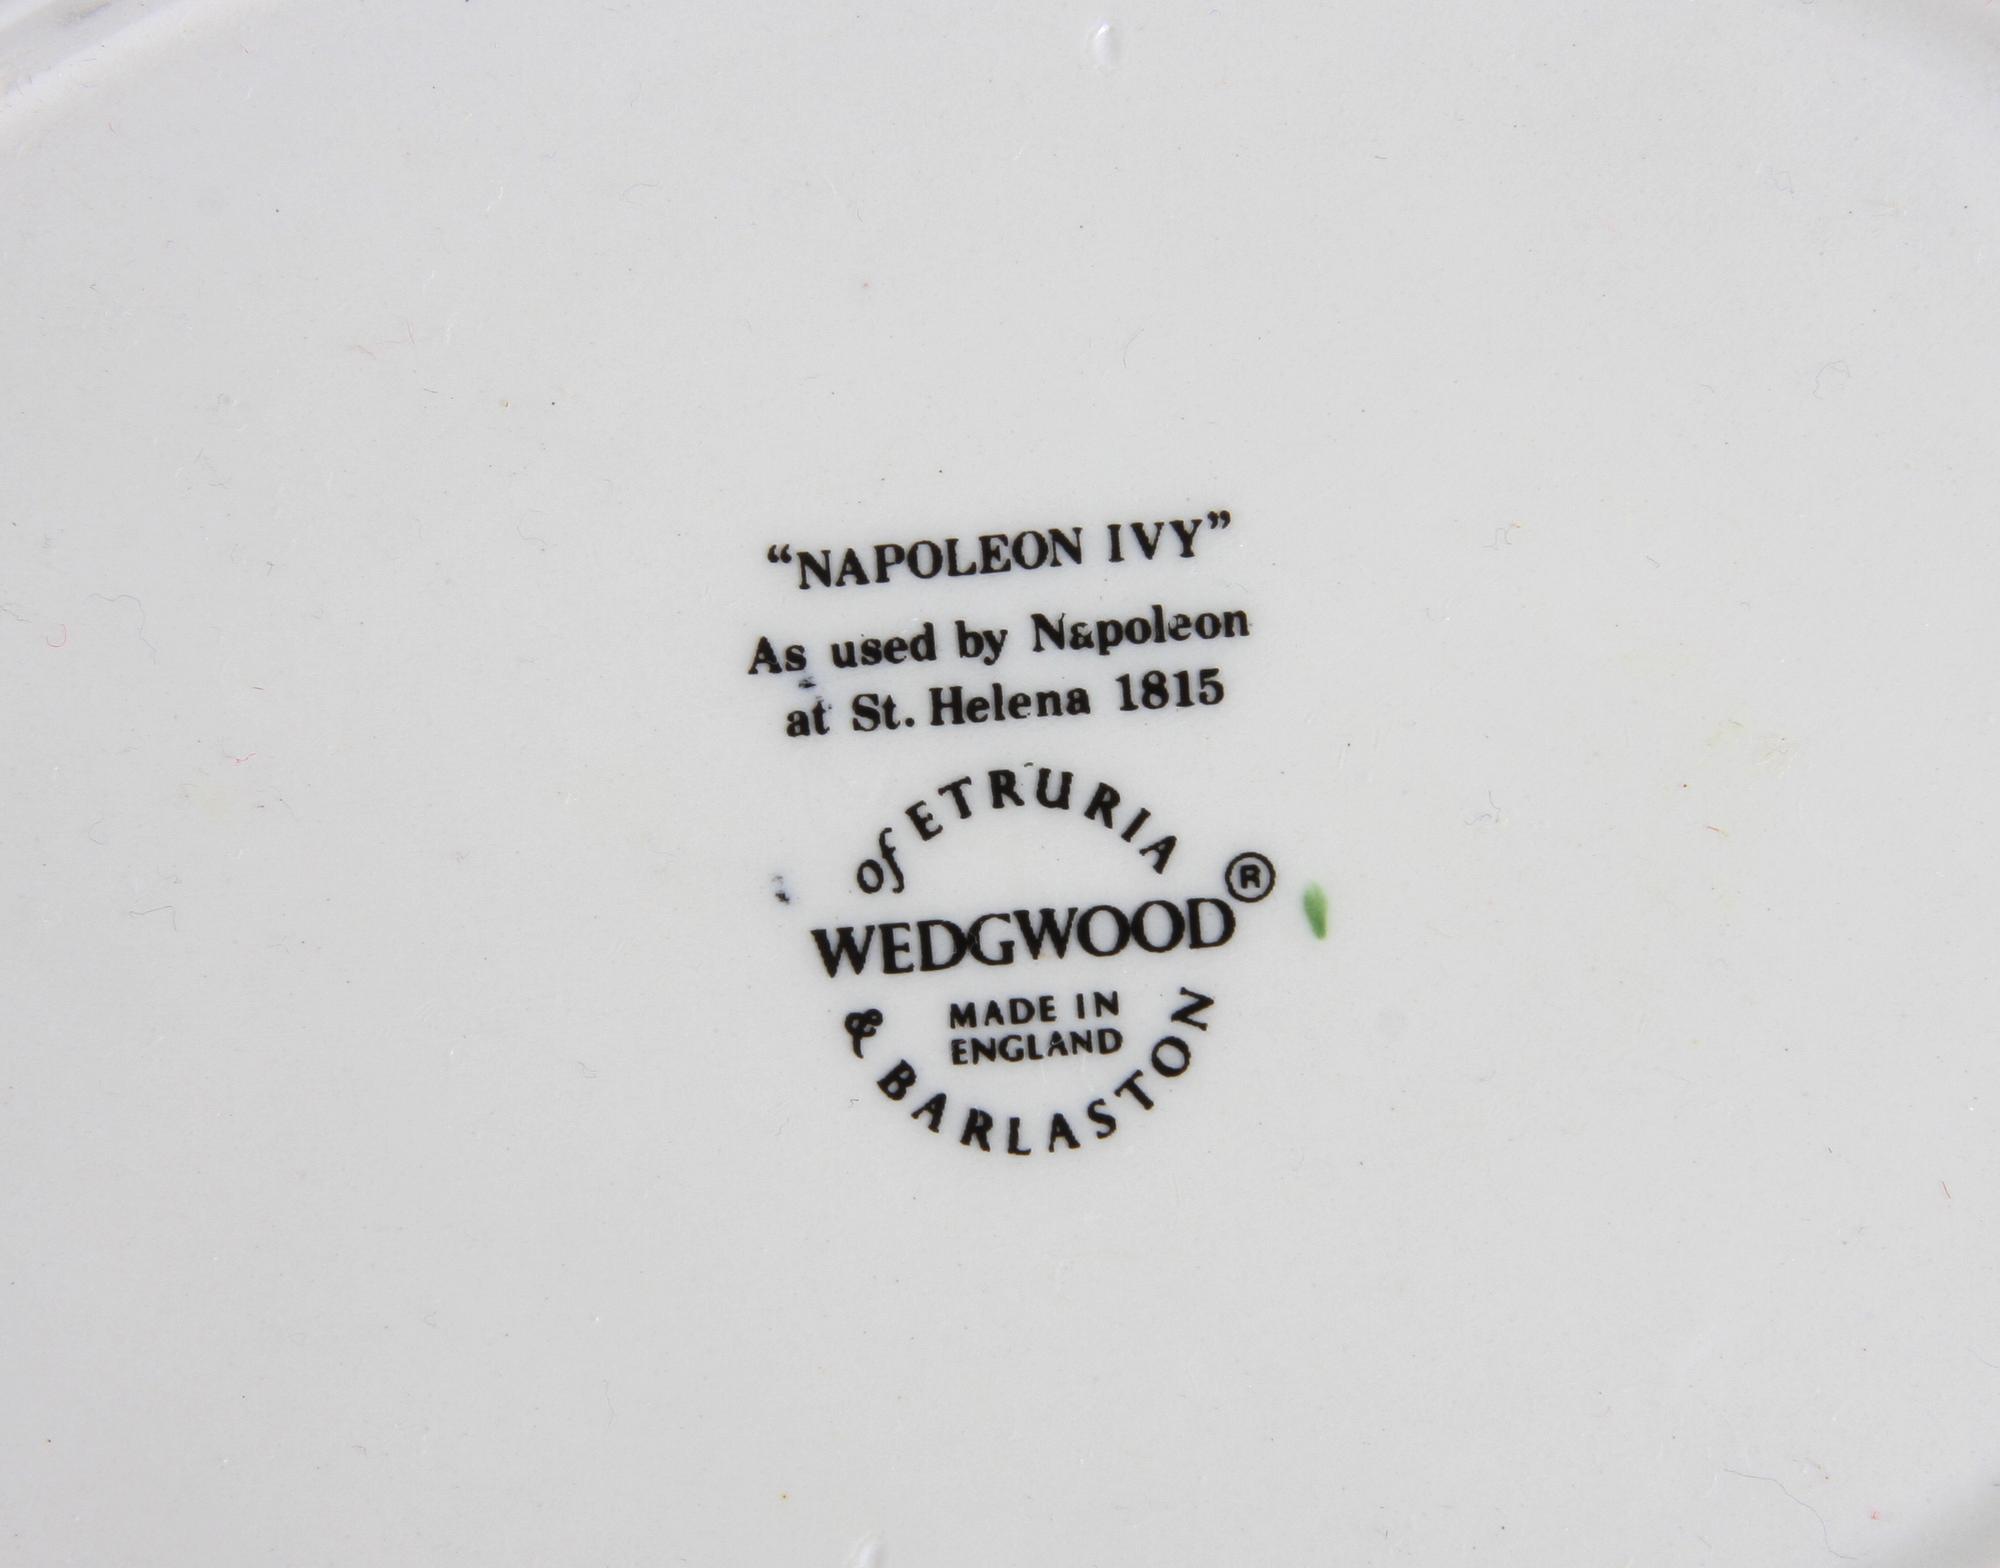 “NAPOLEON IVY”
As used by Napoleon
at St. Helena 1815
of ETRURIA
WEDGWOOD®
MADE IN
ENGLAND
& BARLASTON